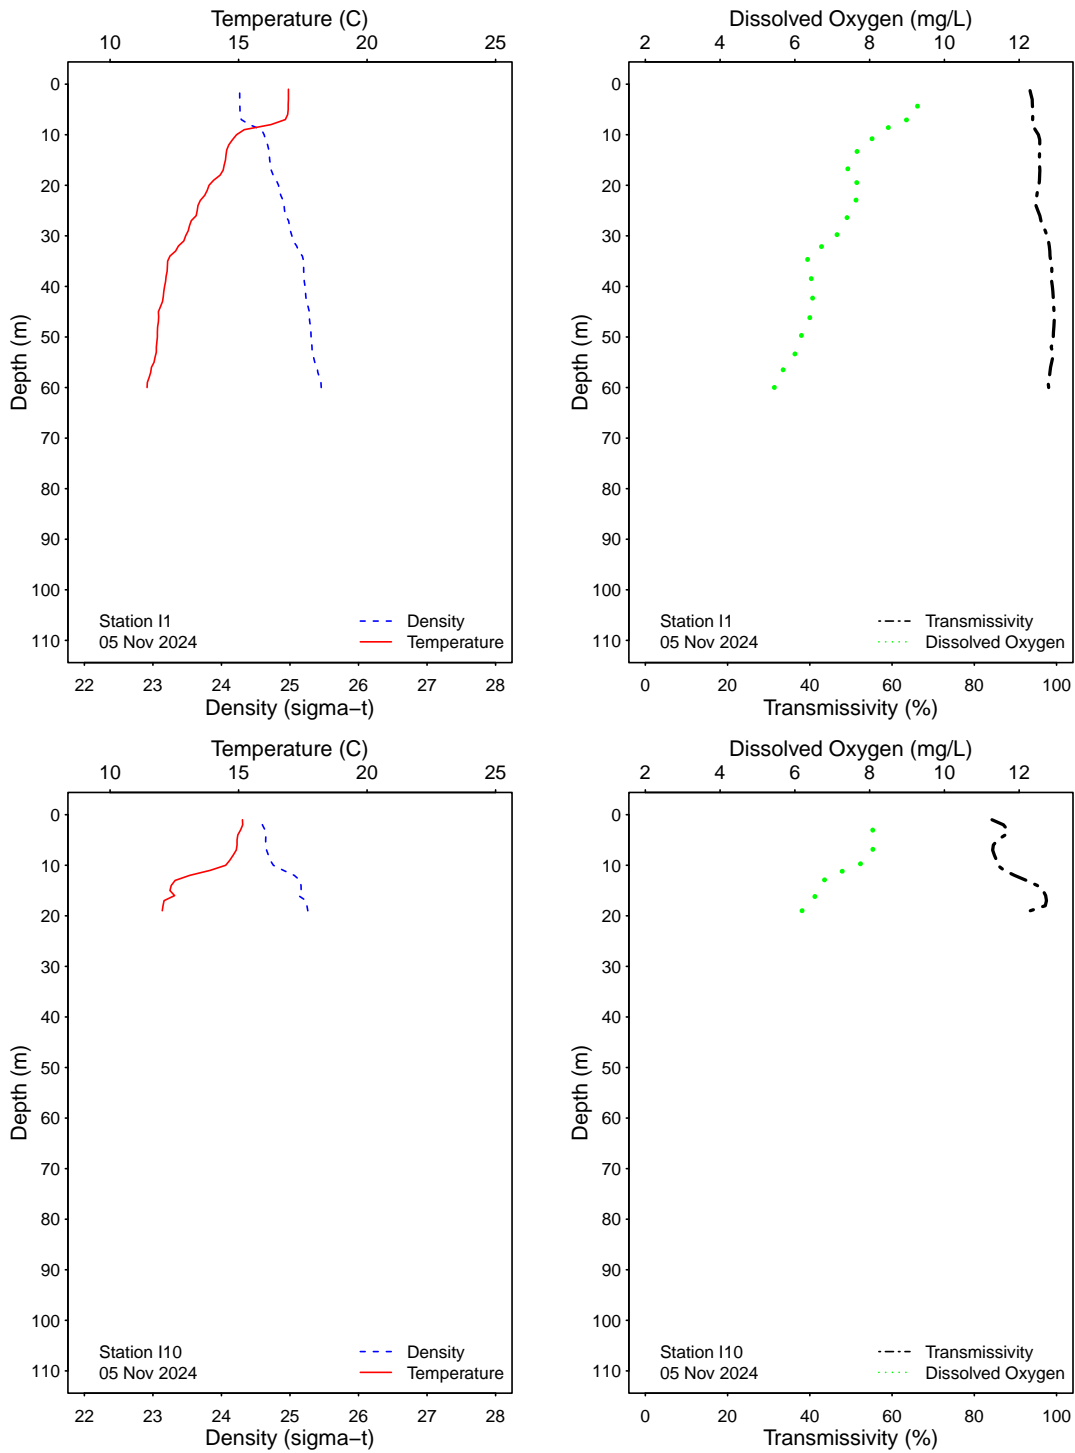 Temperature (C)
10 15 20 25
0
10
20
30
40
50
60
70
80
90
100
110
Depth (m)
Station I1
05 Nov 2024
Density
Temperature
22 23 24 25 26 27 28
Density (sigma−t)
Dissolved Oxygen (mg/L)
2 4 6 8 10 12
0
10
20
30
40
50
60
70
80
90
100
110
Depth (m)
Station I1
05 Nov 2024
Transmissivity
Dissolved Oxygen
0 20 40 60 80 100
Transmissivity (%)
Temperature (C)
10 15 20 25
0
10
20
30
40
50
60
70
80
90
100
110
Depth (m)
Station I10
05 Nov 2024
Density
Temperature
22 23 24 25 26 27 28
Density (sigma−t)
Dissolved Oxygen (mg/L)
2 4 6 8 10 12
0
10
20
30
40
50
60
70
80
90
100
110
Depth (m)
Station I10
05 Nov 2024
Transmissivity
Dissolved Oxygen
0 20 40 60 80 100
Transmissivity (%)